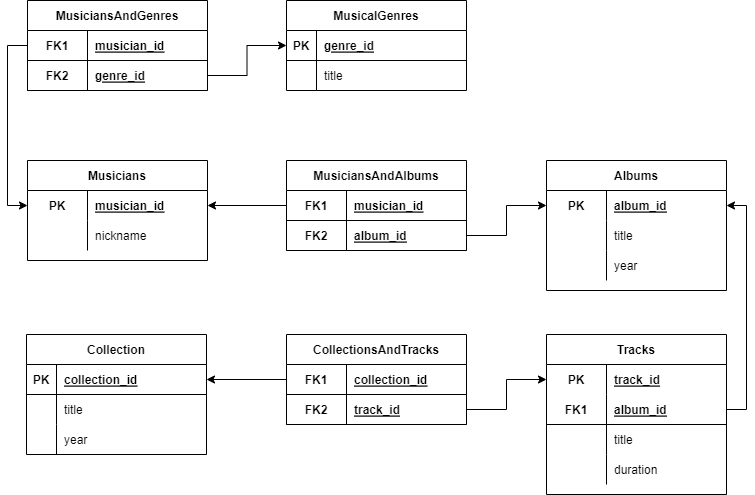 MusiciansAndGenres
FK1 musician_id
FK2 genre_id
MusicalGenres
PK genre_id
title
Musicians
PK musician_id
nickname
MusiciansAndAlbums
FK1 musician_id
FK2 album_id
Albums
PK album_id
title
year
Collection
PK collection_id
title
year
CollectionsAndTracks
FK1 collection_id
FK2 track_id
Tracks
PK track_id
FK1 album_id
title
duration